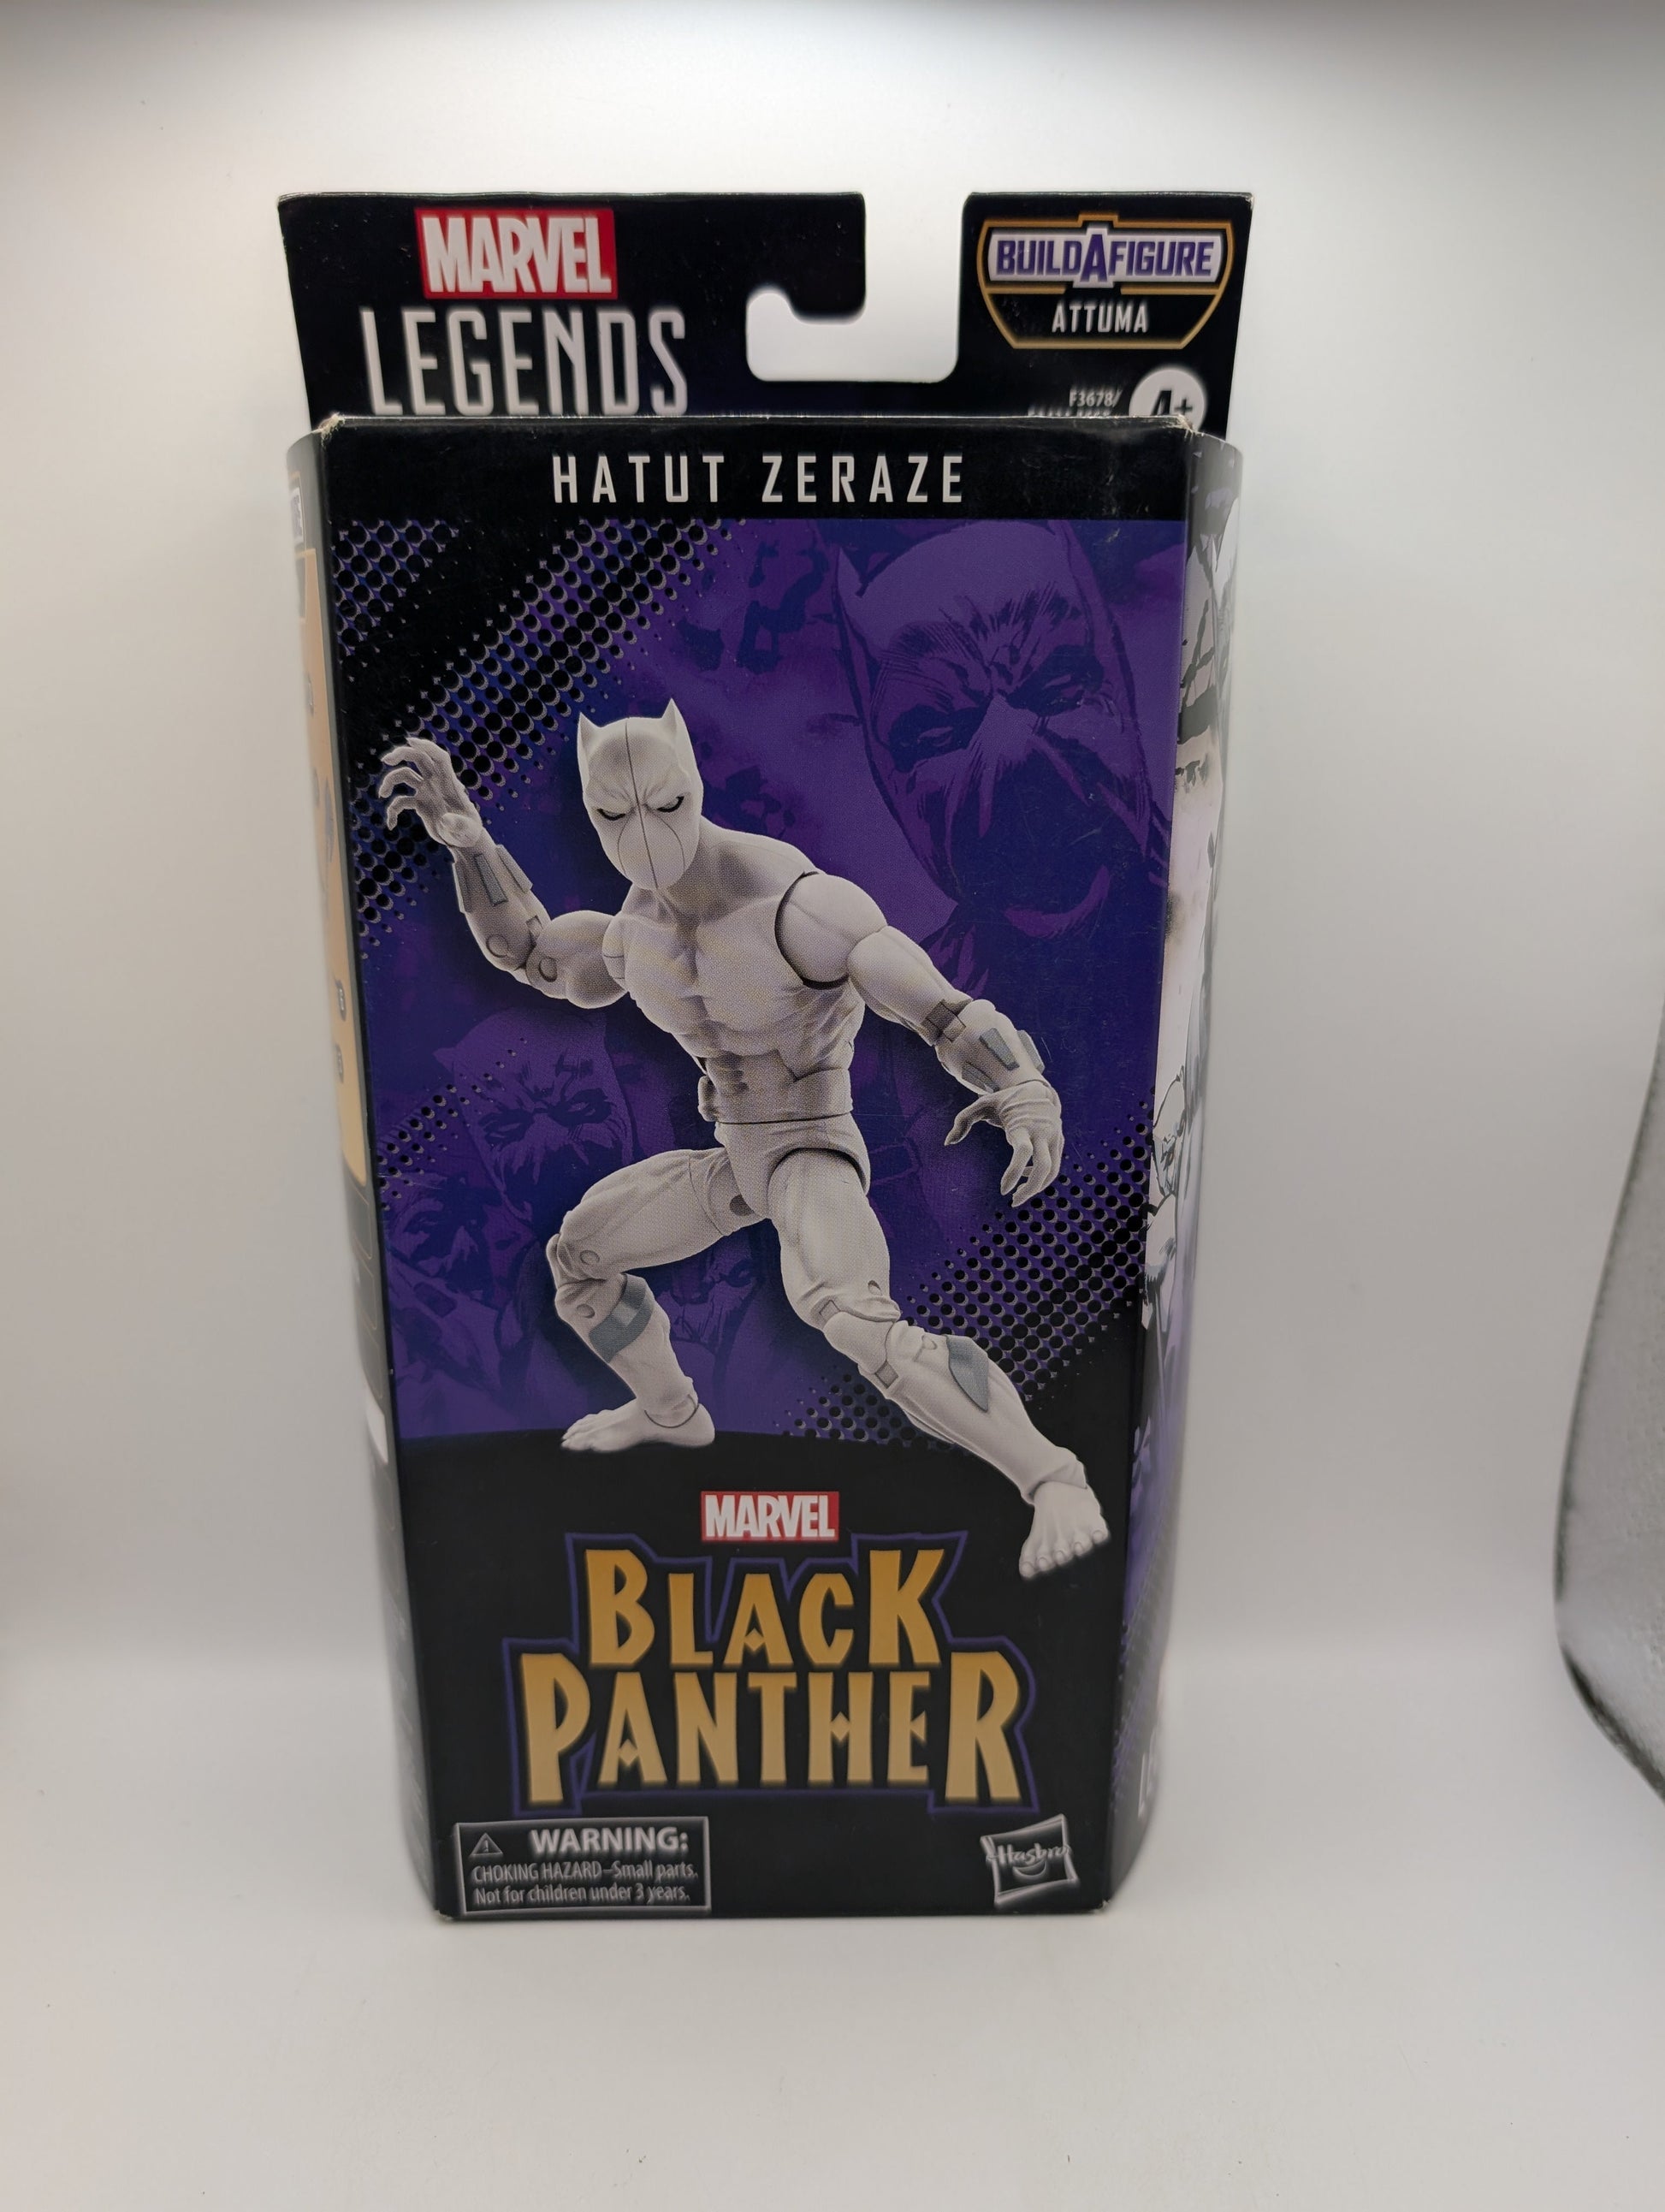 MARVEL
LEGENDS
BUILDAFIGURE
ATTUMA
F3678/
4+
HATUT ZERAZE
MARVEL
BLACK
PANTHER
WARNING:
CHOKING HAZARD–Small parts.
Not for children under 3 years.
Hasbro